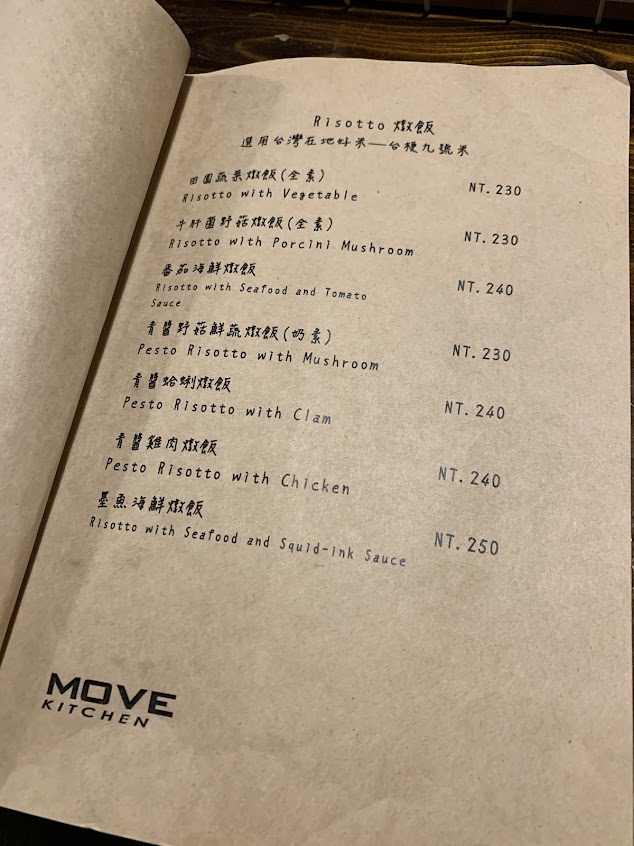 Risotto 燉飯
選用台灣在地好米—台梗九號米
田園蔬菜燉飯(全素)
Risotto with Vegetable
NT. 230
牛肝菌野菇燉飯(全素)
Risotto with Porcini Mushroom
NT. 230
番茄海鮮燉飯
Risotto with Seafood and Tomato
Sauce
NT. 240
青醬野菇鮮蔬燉飯(奶素)
Pesto Risotto with Mushroom
NT. 230
青醬蛤蜊燉飯
Pesto Risotto with Clam
NT. 240
青醬雞肉燉飯
Pesto Risotto with Chicken
NT. 240
墨魚海鮮燉飯
Risotto with Seafood and Squid-ink Sauce
NT. 250
MOVE
KITCHEN